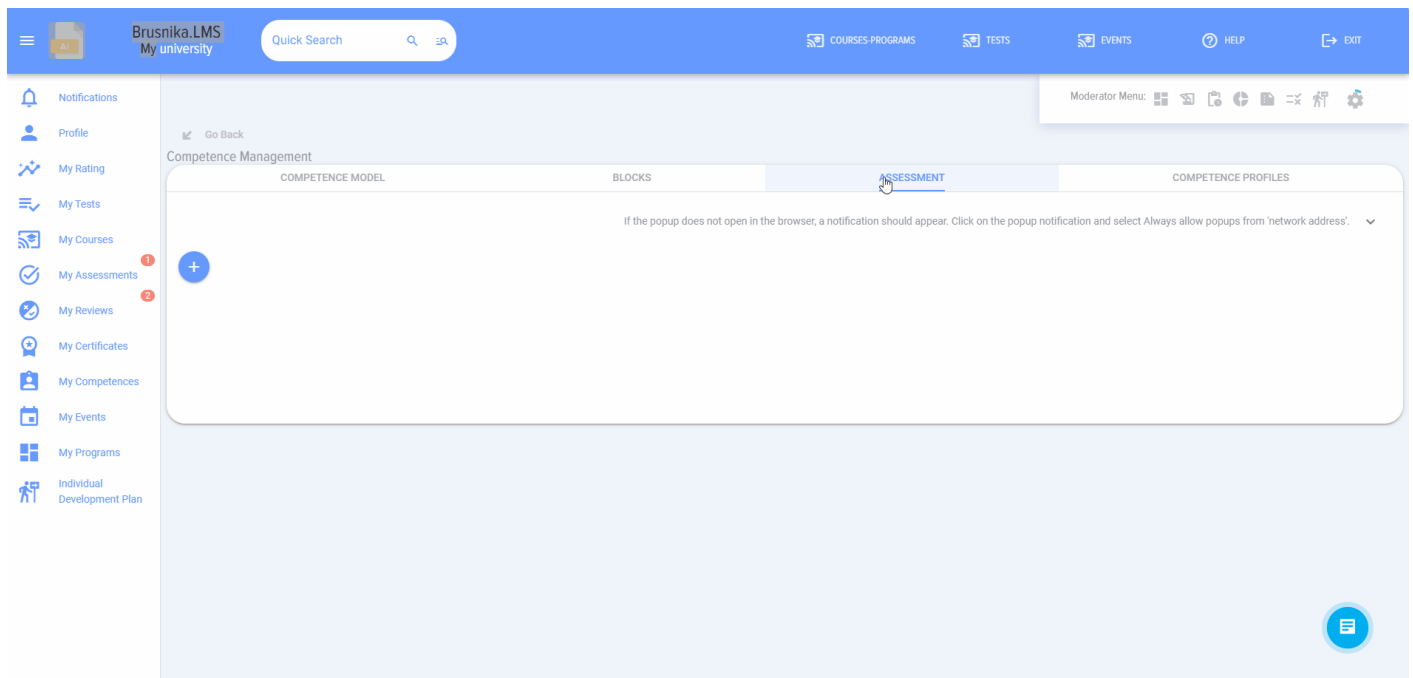 Brusnika.LMS
My university
AI
Quick Search
COURSES-PROGRAMS
TESTS
EVENTS
HELP
EXIT
Moderator Menu:
Notifications
Profile
My Rating
My Tests
My Courses
My Assessments
1
My Reviews
2
My Certificates
My Competences
My Events
My Programs
Individual
Development Plan
Go Back
Competence Management
COMPETENCE MODEL
BLOCKS
ASSESSMENT
COMPETENCE PROFILES
If the popup does not open in the browser, a notification should appear. Click on the popup notification and select Always allow popups from 'network address'.